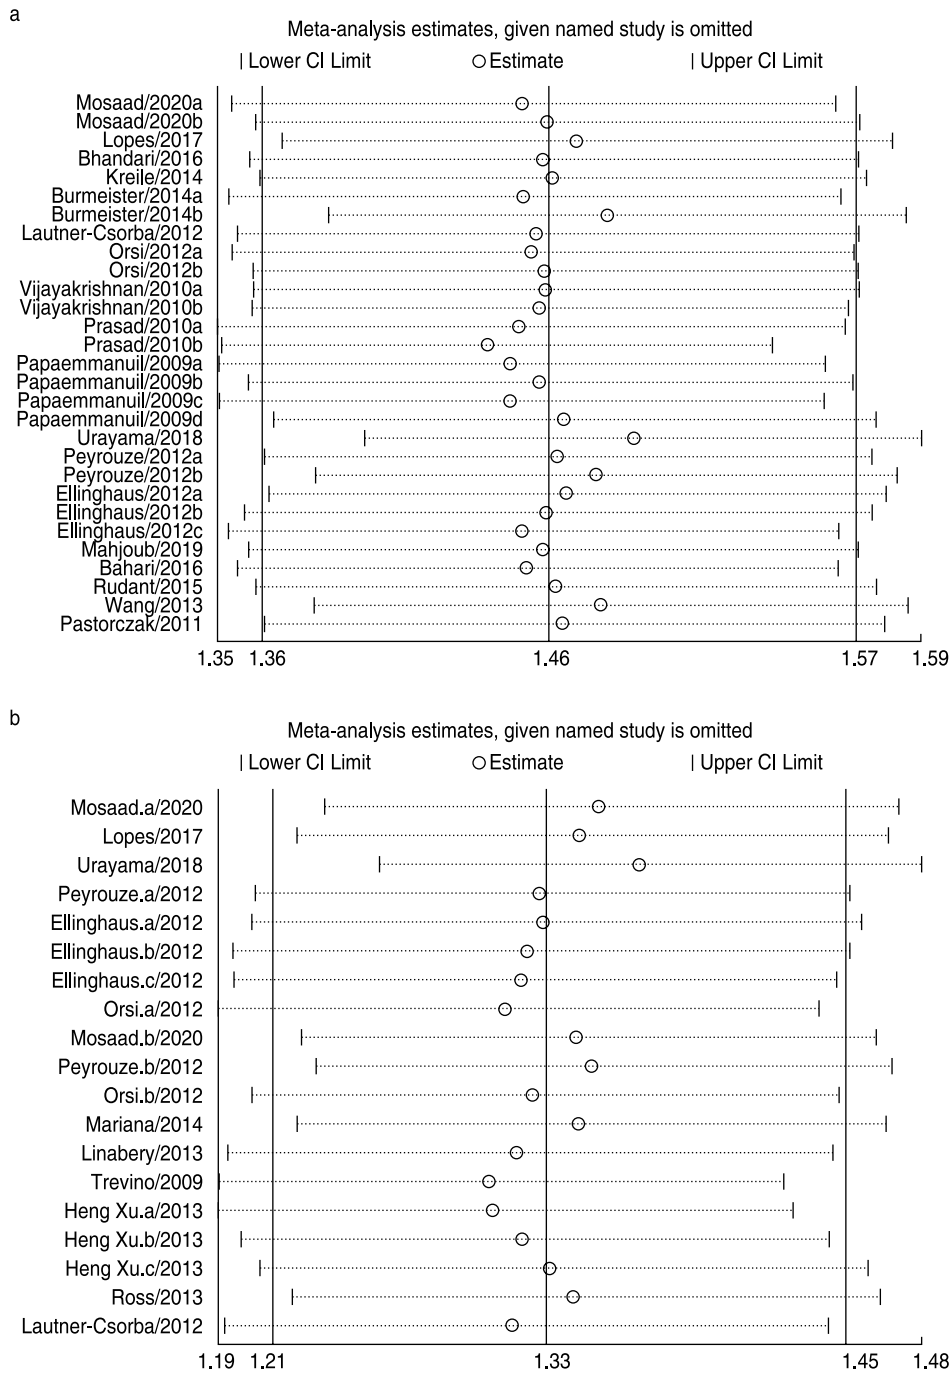 a
Meta-analysis estimates, given named study is omitted
| Lower CI Limit ○ Estimate | Upper CI Limit
Mosaad/2020a
Mosaad/2020b
Lopes/2017
Bhandari/2016
Kreile/2014
Burmeister/2014a
Burmeister/2014b
Lautner-Csorba/2012
Orsi/2012a
Orsi/2012b
Vijayakrishnan/2010a
Vijayakrishnan/2010b
Prasad/2010a
Prasad/2010b
Papaemmanuil/2009a
Papaemmanuil/2009b
Papaemmanuil/2009c
Papaemmanuil/2009d
Urayama/2018
Peyrouze/2012a
Peyrouze/2012b
Ellinghaus/2012a
Ellinghaus/2012b
Ellinghaus/2012c
Mahjoub/2019
Bahari/2016
Rudant/2015
Wang/2013
Pastorczak/2011
1.35 1.36 1.46 1.57 1.59
b
Meta-analysis estimates, given named study is omitted
| Lower CI Limit ○ Estimate | Upper CI Limit
Mosaad.a/2020
Lopes/2017
Urayama/2018
Peyrouze.a/2012
Ellinghaus.a/2012
Ellinghaus.b/2012
Ellinghaus.c/2012
Orsi.a/2012
Mosaad.b/2020
Peyrouze.b/2012
Orsi.b/2012
Mariana/2014
Linabery/2013
Trevino/2009
Heng Xu.a/2013
Heng Xu.b/2013
Heng Xu.c/2013
Ross/2013
Lautner-Csorba/2012
1.19 1.21 1.33 1.45 1.48